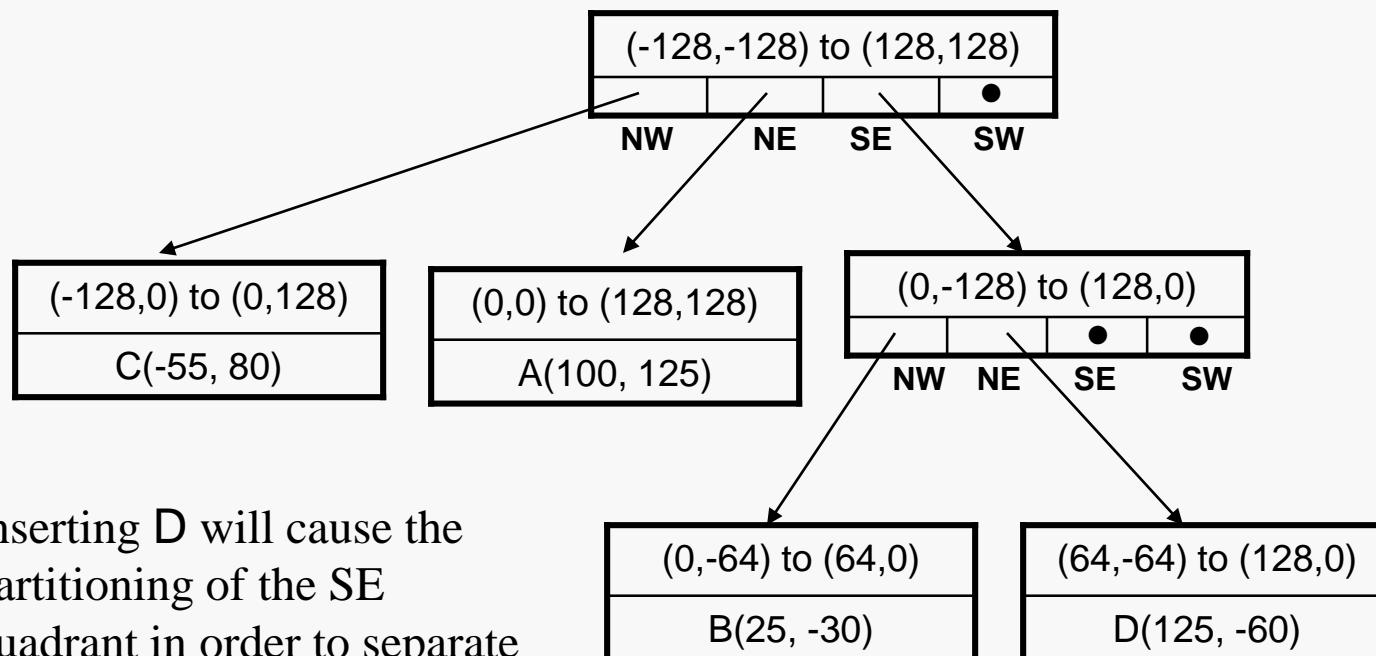 (-128,-128) to (128,128)
●
NW NE SE SW
(-128,0) to (0,128)
C(-55, 80)
(0,0) to (128,128)
A(100, 125)
(0,-128) to (128,0)
● ●
NW NE SE SW
nserting D will cause the
artitioning of the SE
uadrant in order to separate
(0,-64) to (64,0)
B(25, -30)
(64,-64) to (128,0)
D(125, -60)